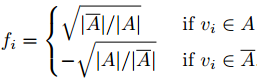 f_i = { √(|A̅|/|A|) if v_i ∈ A
−√(|A|/|A̅|) if v_i ∈ A̅.